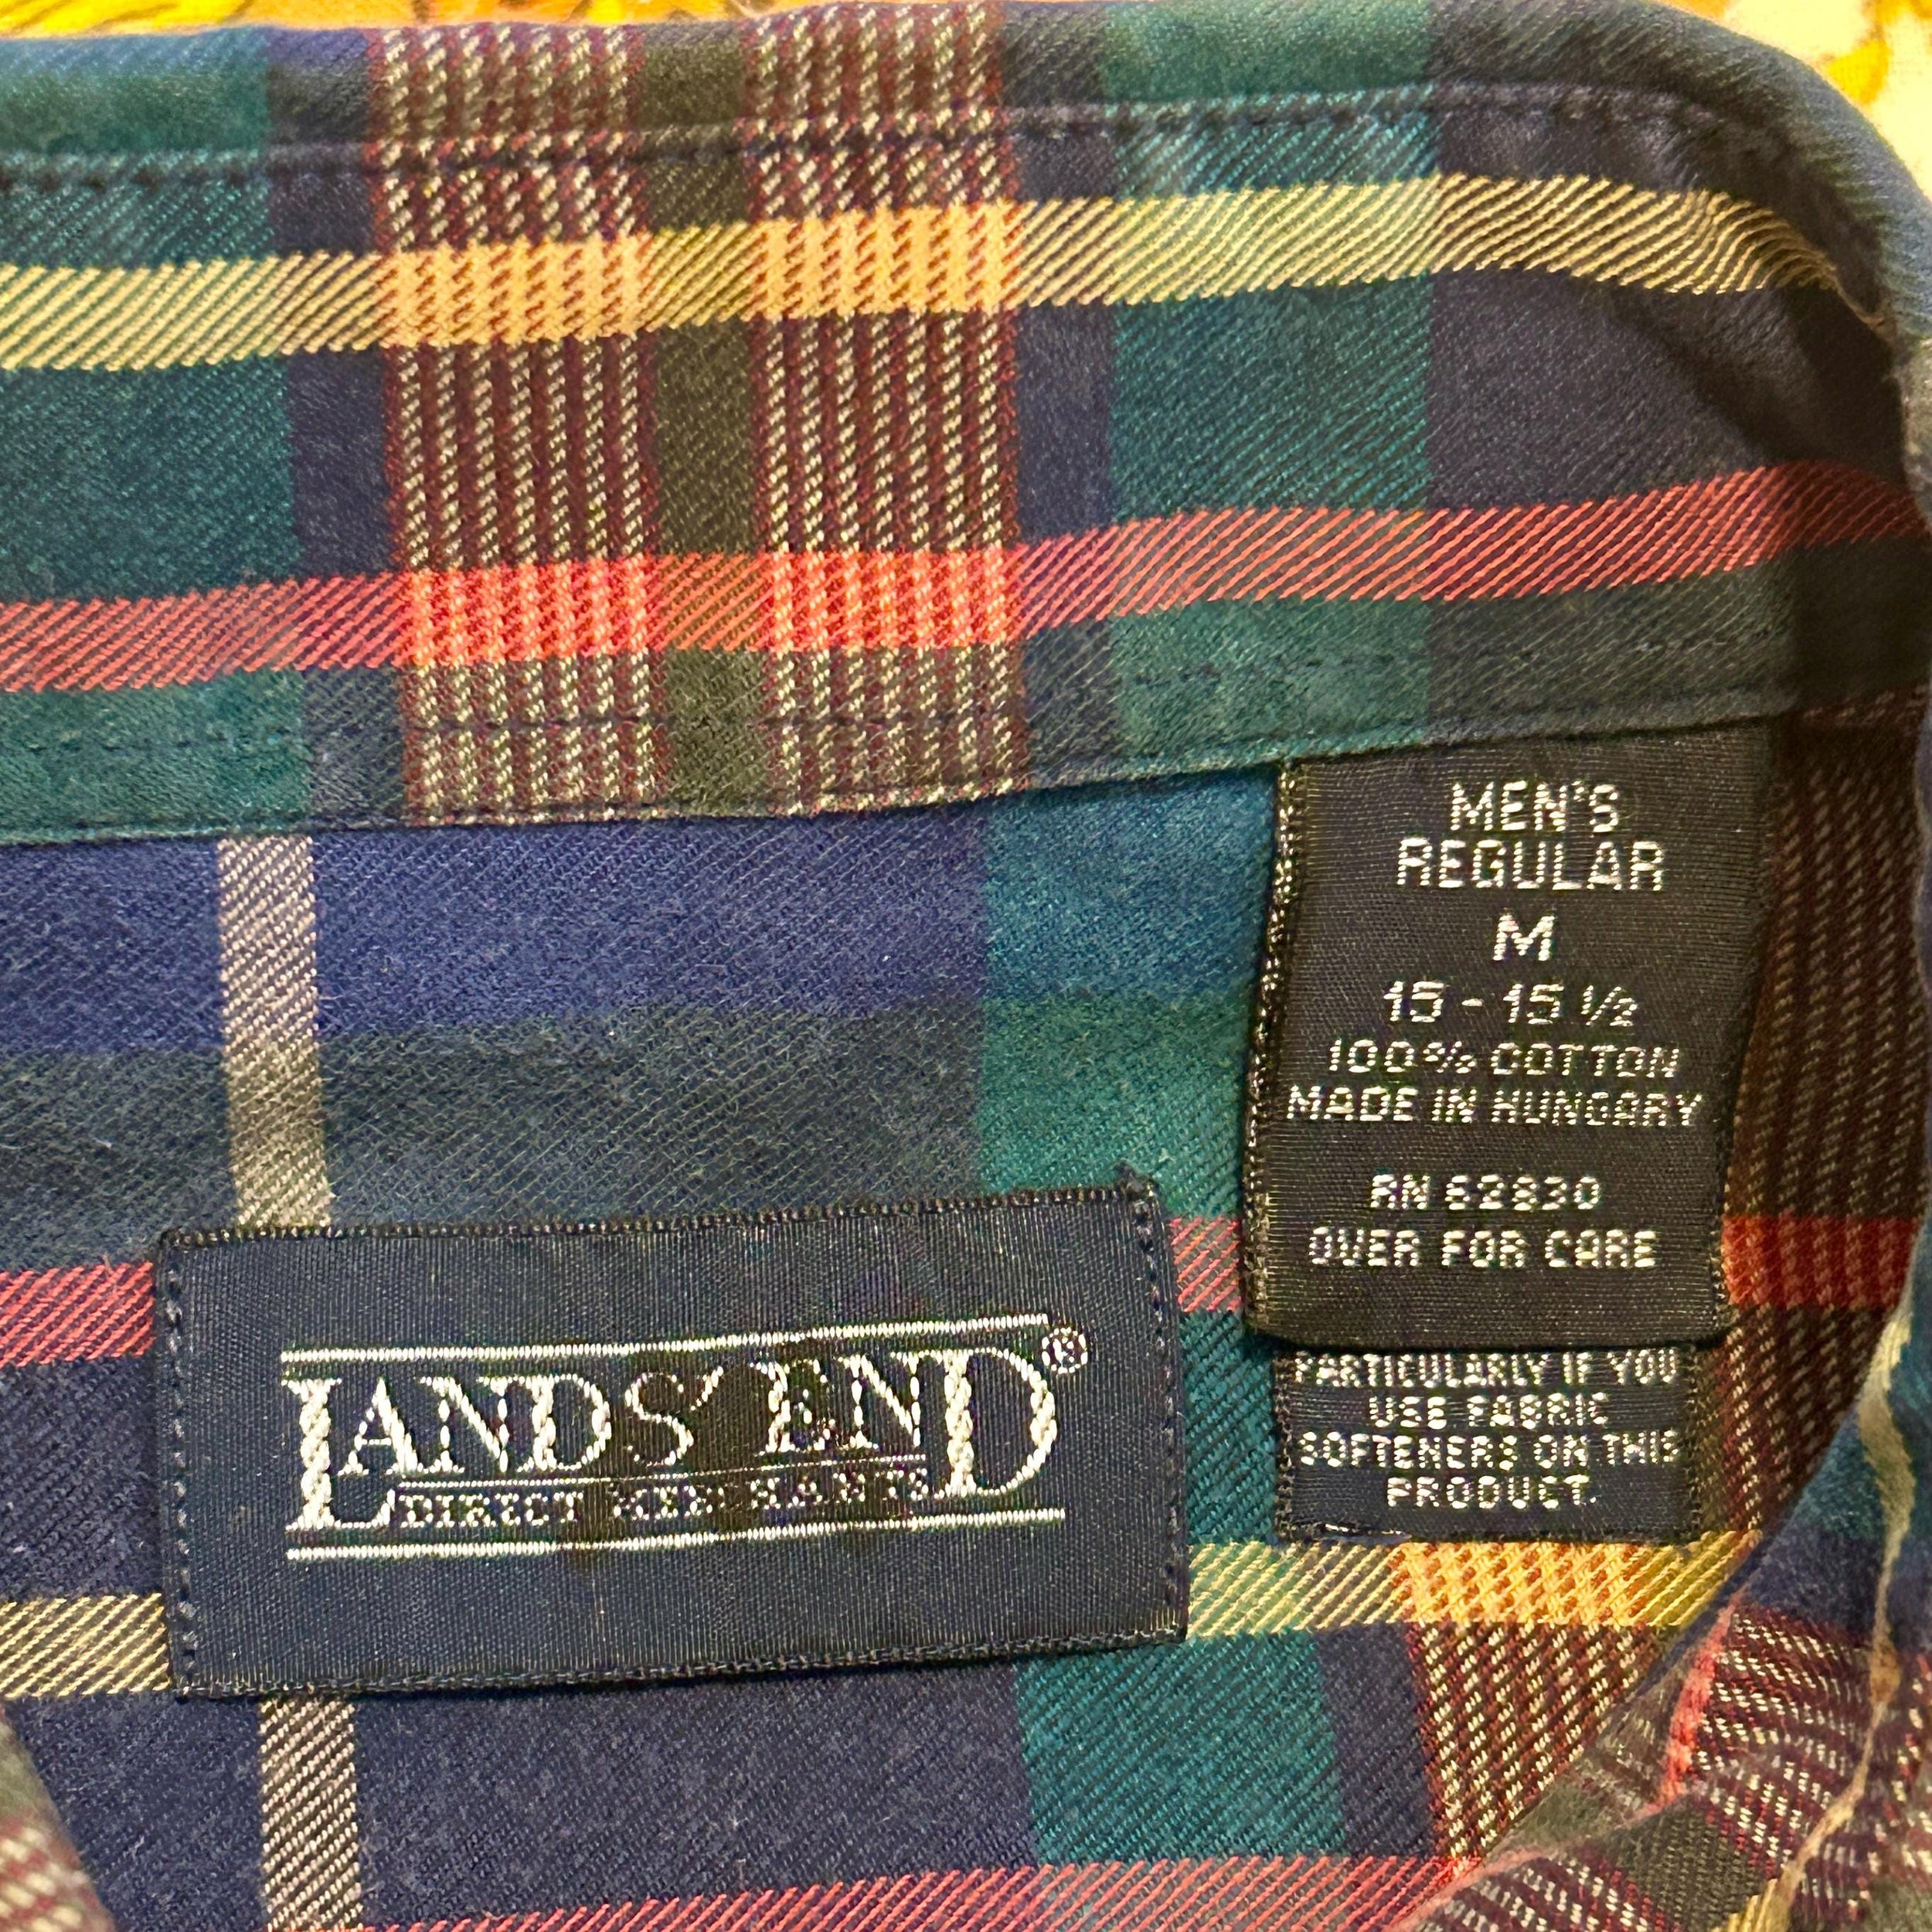 LANDS' END®
DIRECT MERCHANTS
MEN'S
REGULAR
M
15 - 15 1/2
100% COTTON
MADE IN HUNGARY
RN 62830
OVER FOR CARE
PARTICULARLY IF YOU
USE FABRIC
SOFTENERS ON THIS
PRODUCT.